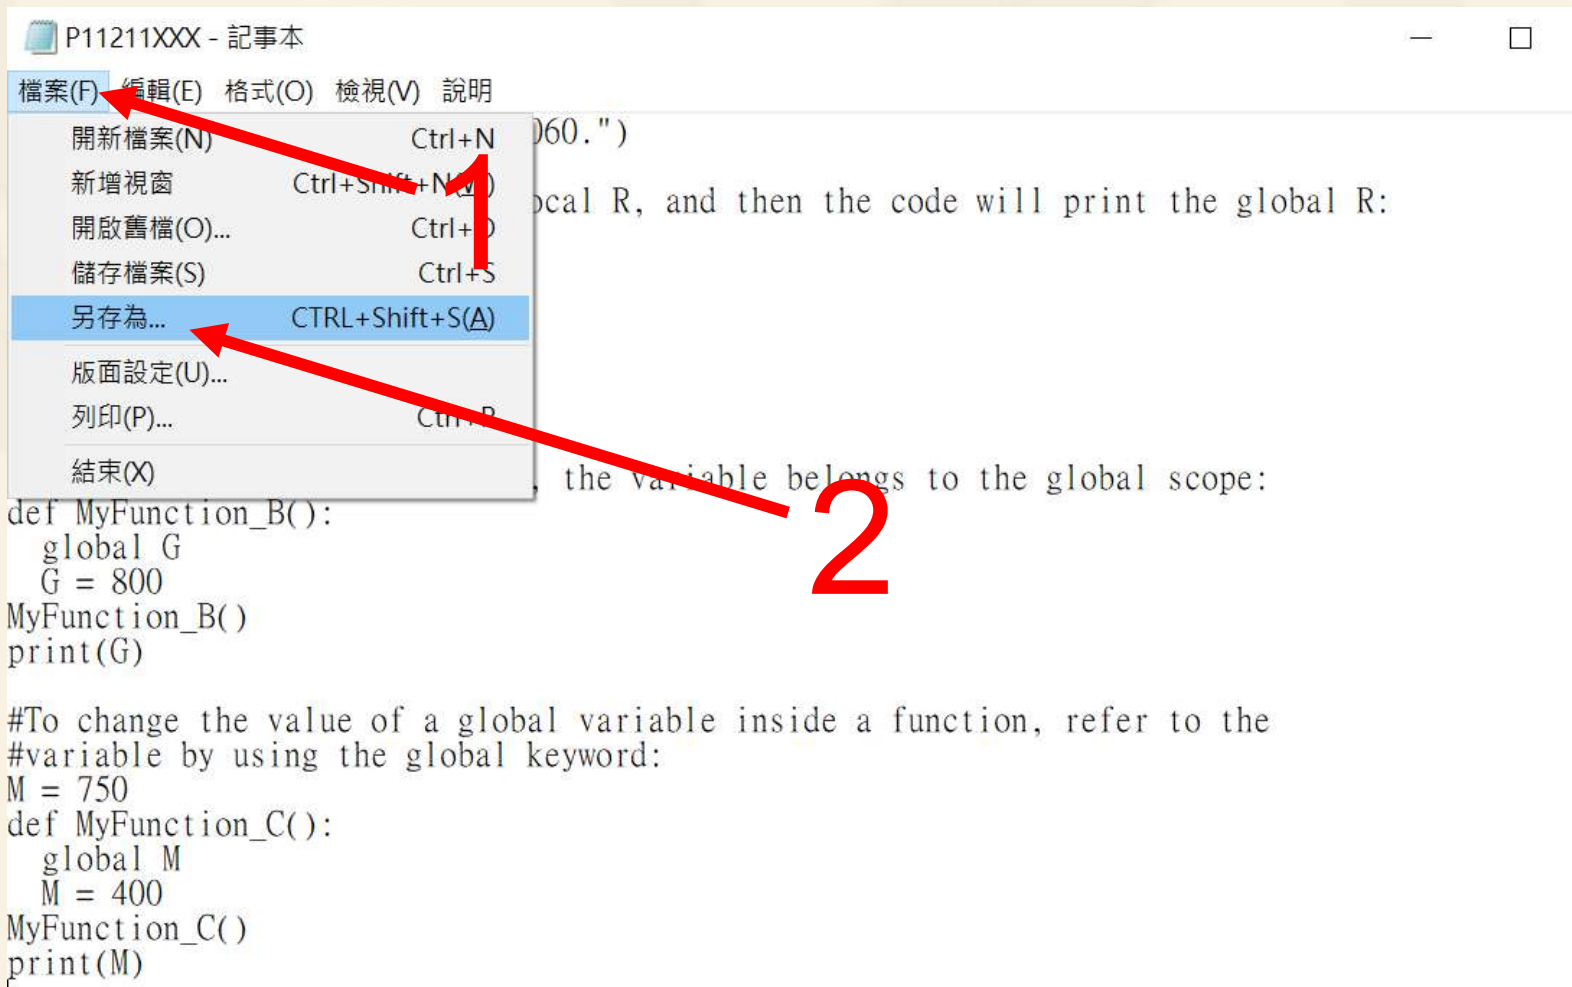 P11211XXX - 記事本
檔案(F) 編輯(E) 格式(O) 檢視(V) 說明
開新檔案(N) Ctrl+N
新增視窗 Ctrl+Shift+N(W)
開啟舊檔(O)... Ctrl+O
儲存檔案(S) Ctrl+S
另存為... CTRL+Shift+S(A)
版面設定(U)...
列印(P)... Ctrl+P
結束(X)
1
2
060.")
local R, and then the code will print the global R:
, the variable belongs to the global scope:
def MyFunction_B():
global G
G = 800
MyFunction_B()
print(G)
#To change the value of a global variable inside a function, refer to the
#variable by using the global keyword:
M = 750
def MyFunction_C():
global M
M = 400
MyFunction_C()
print(M)